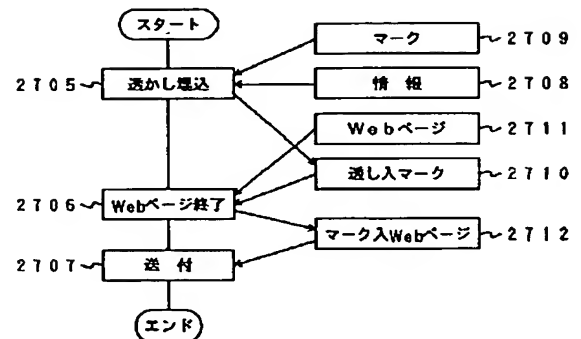 スタート
マーク 2709
2705 透かし埋込 情報 2708
Webページ 2711
透し入マーク 2710
2706 Webページ終了
マーク入Webページ 2712
2707 送付
エンド